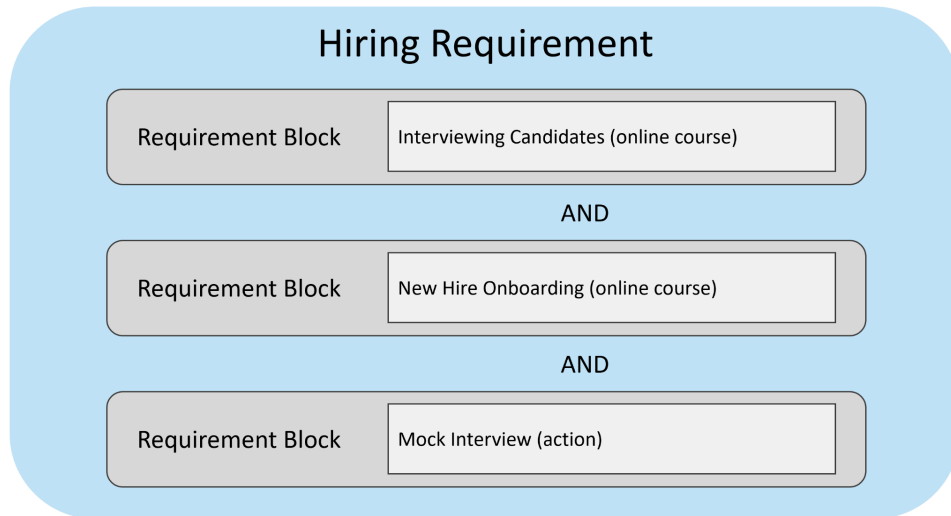 Hiring Requirement
Requirement Block
Interviewing Candidates (online course)
AND
Requirement Block
New Hire Onboarding (online course)
AND
Requirement Block
Mock Interview (action)